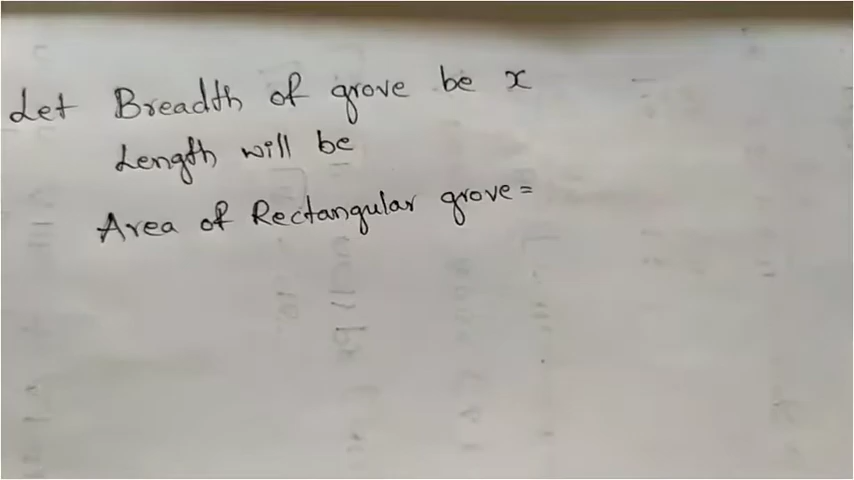 Let Breadth of grove be x
Length will be
Area of Rectangular grove =